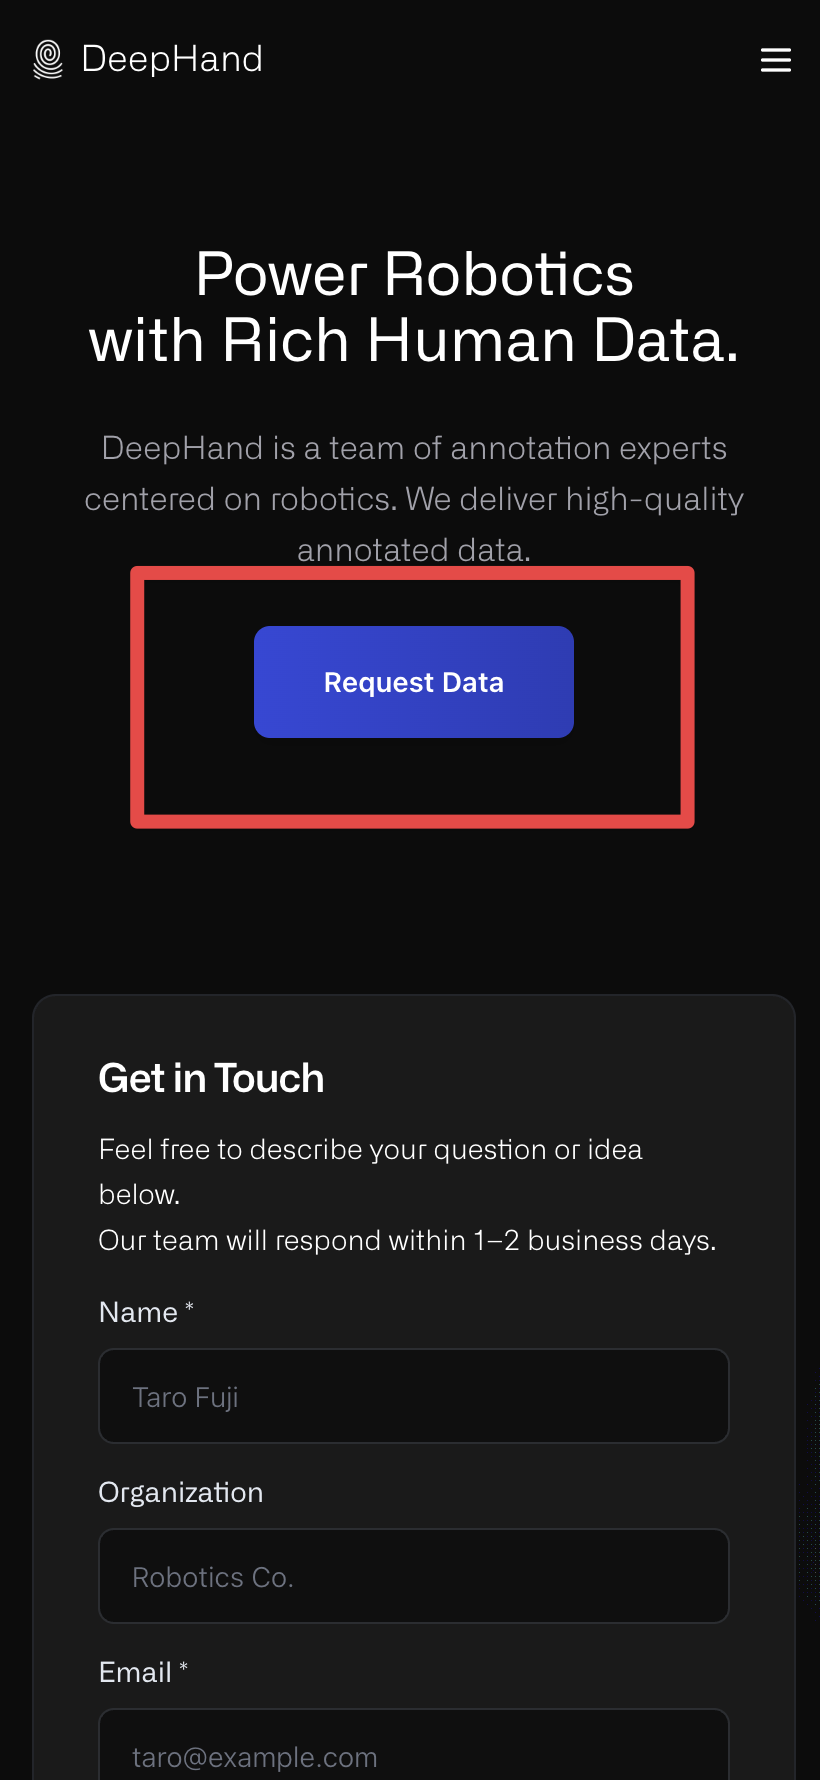 DeepHand
Power Robotics
with Rich Human Data.
DeepHand is a team of annotation experts
centered on robotics. We deliver high-quality
annotated data.
Request Data
Get in Touch
Feel free to describe your question or idea
below.
Our team will respond within 1–2 business days.
Name *
Taro Fuji
Organization
Robotics Co.
Email *
taro@example.com